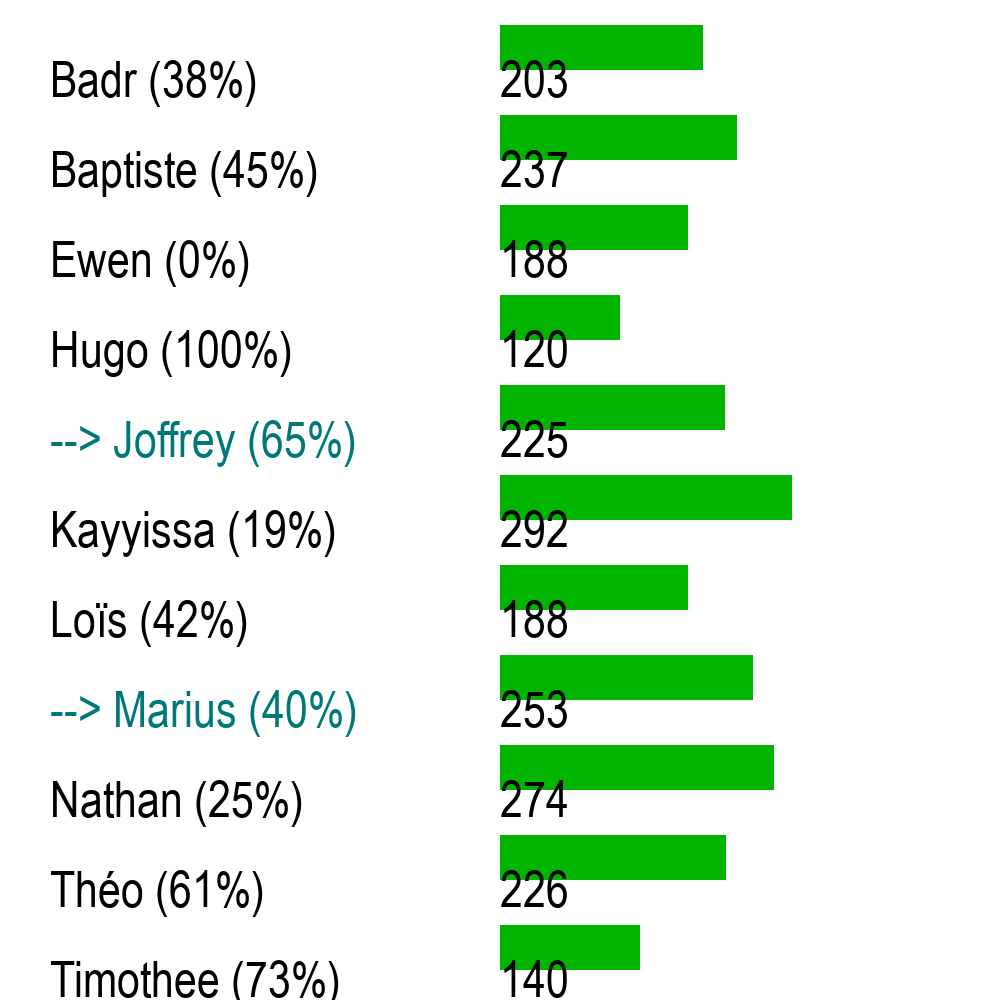 Badr (38%) 203
Baptiste (45%) 237
Ewen (0%) 188
Hugo (100%) 120
--> Joffrey (65%) 225
Kayyissa (19%) 292
Loïs (42%) 188
--> Marius (40%) 253
Nathan (25%) 274
Théo (61%) 226
Timothee (73%) 140